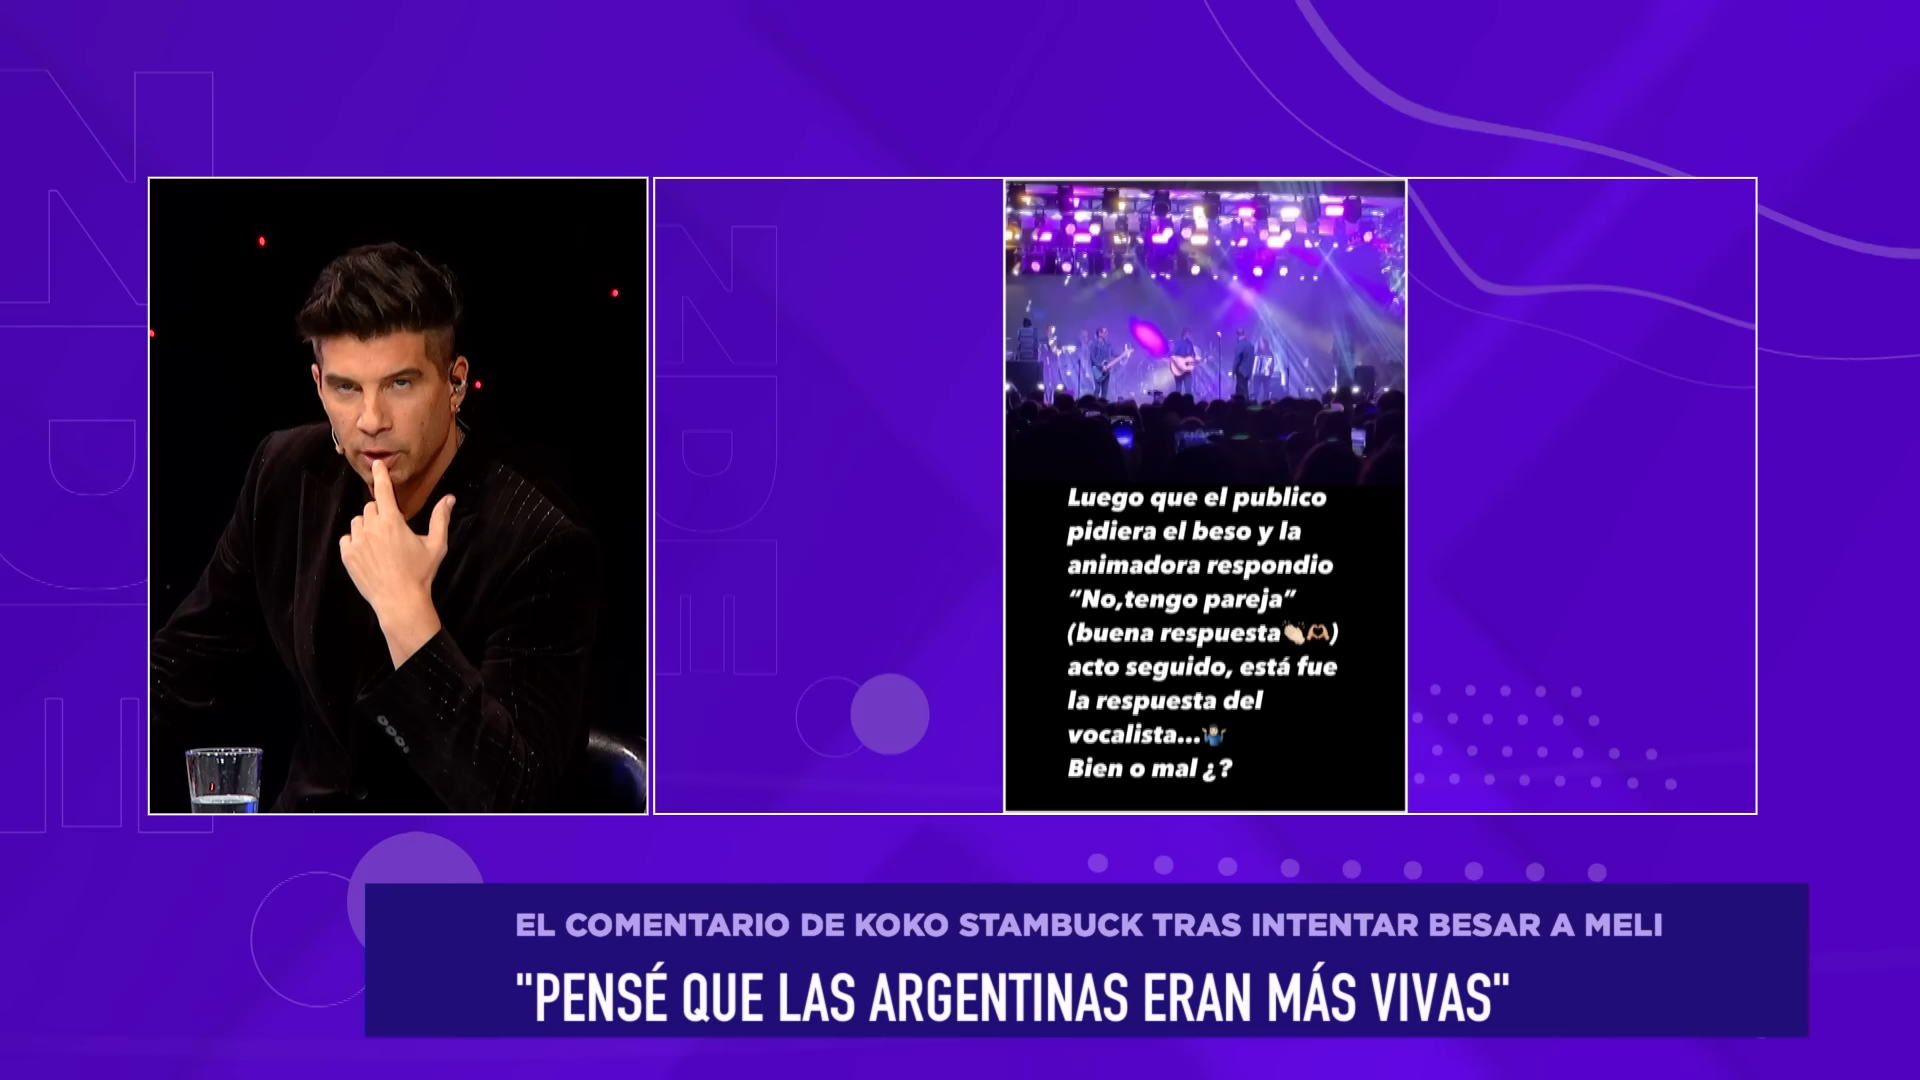 Luego que el publico
pidiera el beso y la
animadora respondio
“No,tengo pareja”
(buena respuesta👏🏻🫶🏽)
acto seguido, está fue
la respuesta del
vocalista...🤷🏻‍♂️
Bien o mal ¿?
EL COMENTARIO DE KOKO STAMBUCK TRAS INTENTAR BESAR A MELI
"PENSÉ QUE LAS ARGENTINAS ERAN MÁS VIVAS"